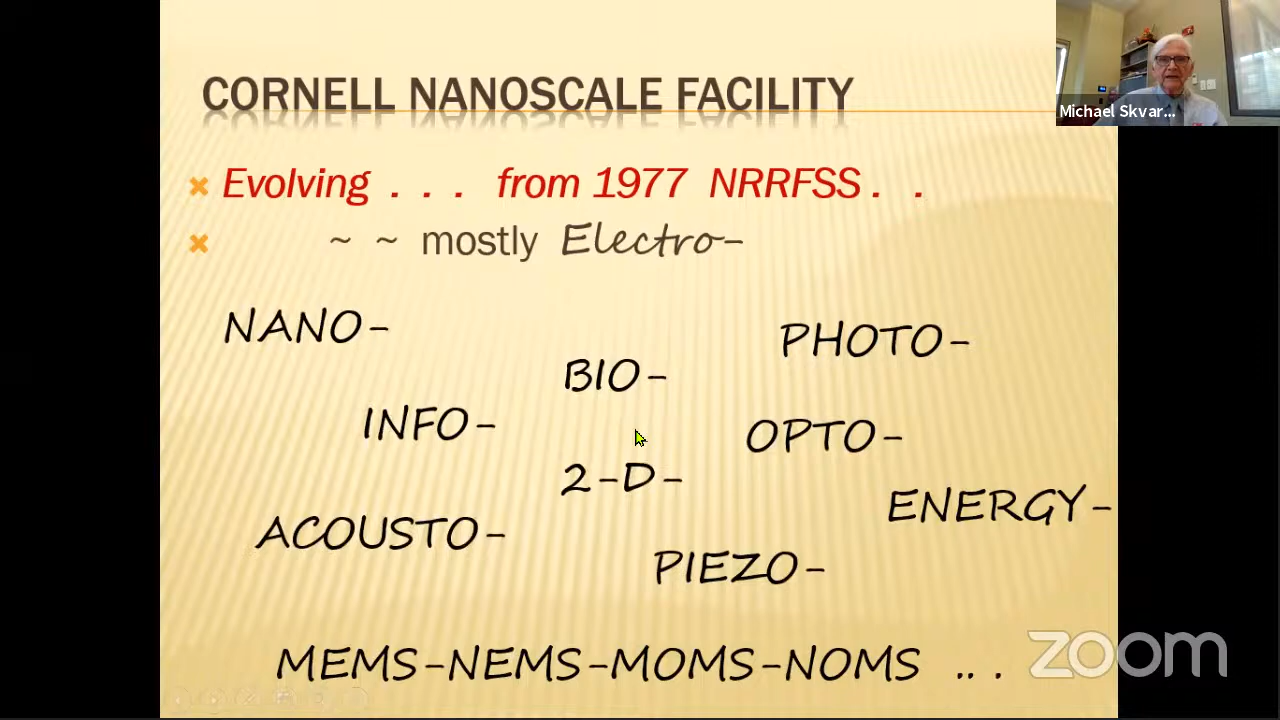 CORNELL NANOSCALE FACILITY
Michael Skvar...
Evolving . . . from 1977 NRRFSS . .
~ ~ mostly Electro-
NANO-
PHOTO-
BIO-
INFO-
OPTO-
2-D-
ENERGY-
ACOUSTO-
PIEZO-
MEMS-NEMS-MOMS-NOMS .. .
zoom